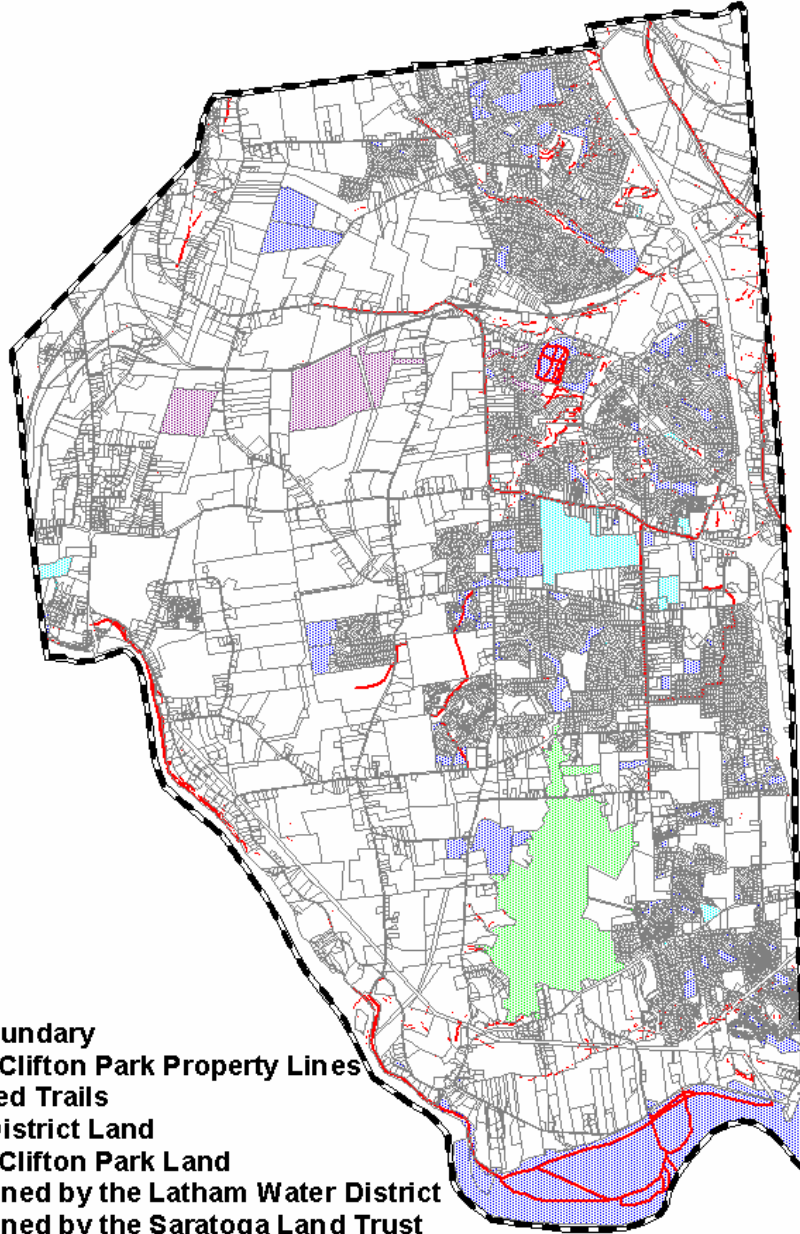 undary
Clifton Park Property Lines
ed Trails
istrict Land
Clifton Park Land
ned by the Latham Water District
ned by the Saratoga Land Trust